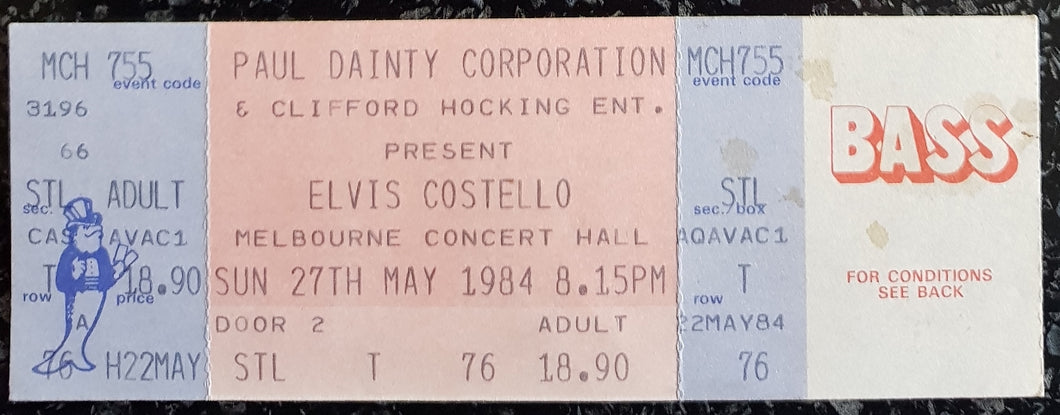 MCH 755
event code
3196
66
STL ADULT
sec.
CAS AVAC1
T 18.90
row price
A
76 H22MAY
PAUL DAINTY CORPORATION
& CLIFFORD HOCKING ENT.
PRESENT
ELVIS COSTELLO
MELBOURNE CONCERT HALL
SUN 27TH MAY 1984 8.15PM
DOOR 2 ADULT
STL T 76 18.90
MCH755
event code
STL
sec./box
AQAVAC1
T
row
22MAY84
76
BASS
FOR CONDITIONS
SEE BACK